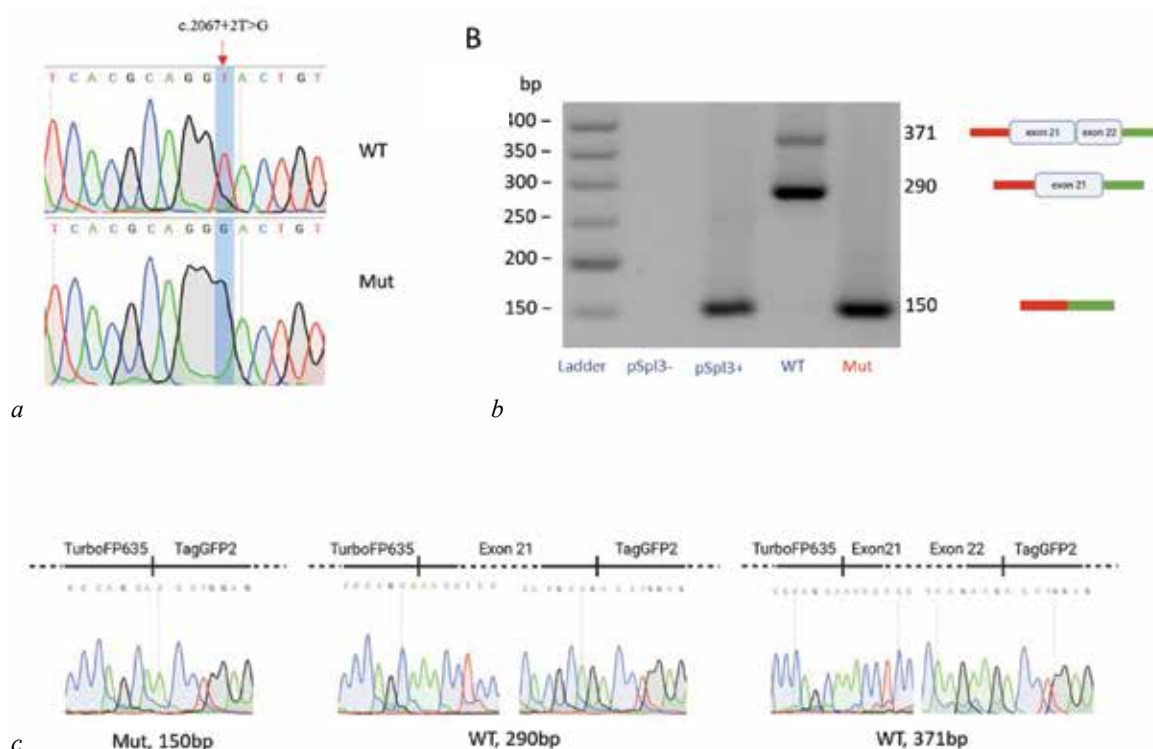 c.2067+2T>G
T C A C G C A G G T A C T G T
WT
T C A C G C A G G G A C T G T
Mut
a
B
bp
400 –
350 –
300 –
250 –
200 –
150 –
371
290
150
exon 21
exon 22
exon 21
Ladder
pSpl3-
pSpl3+
WT
Mut
b
TurboFP635
TagGFP2
TurboFP635
Exon 21
TagGFP2
TurboFP635
Exon21
Exon 22
TagGFP2
Mut, 150bp
WT, 290bp
WT, 371bp
c